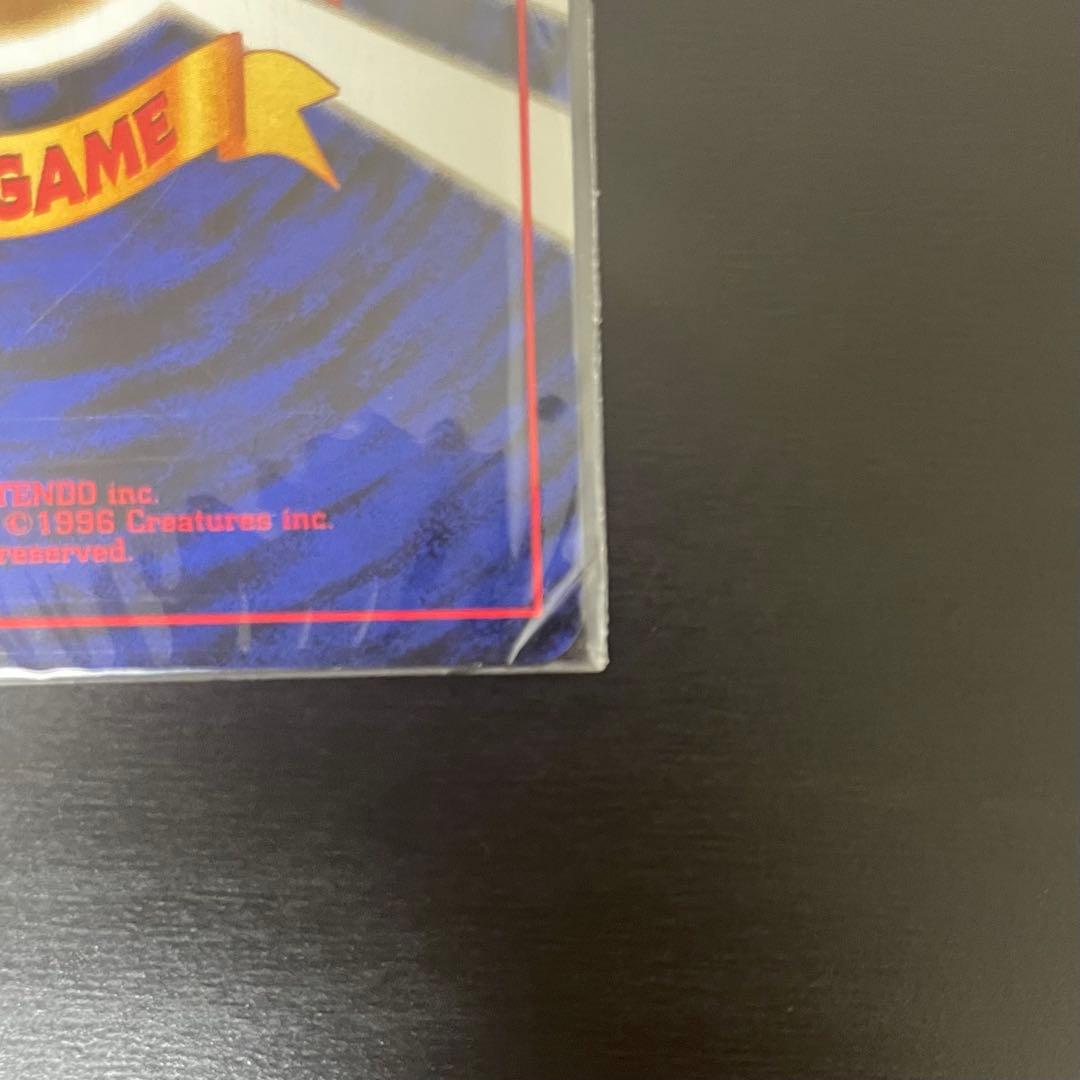 GAME
TENDO inc.
©1996 Creatures inc.
reserved.